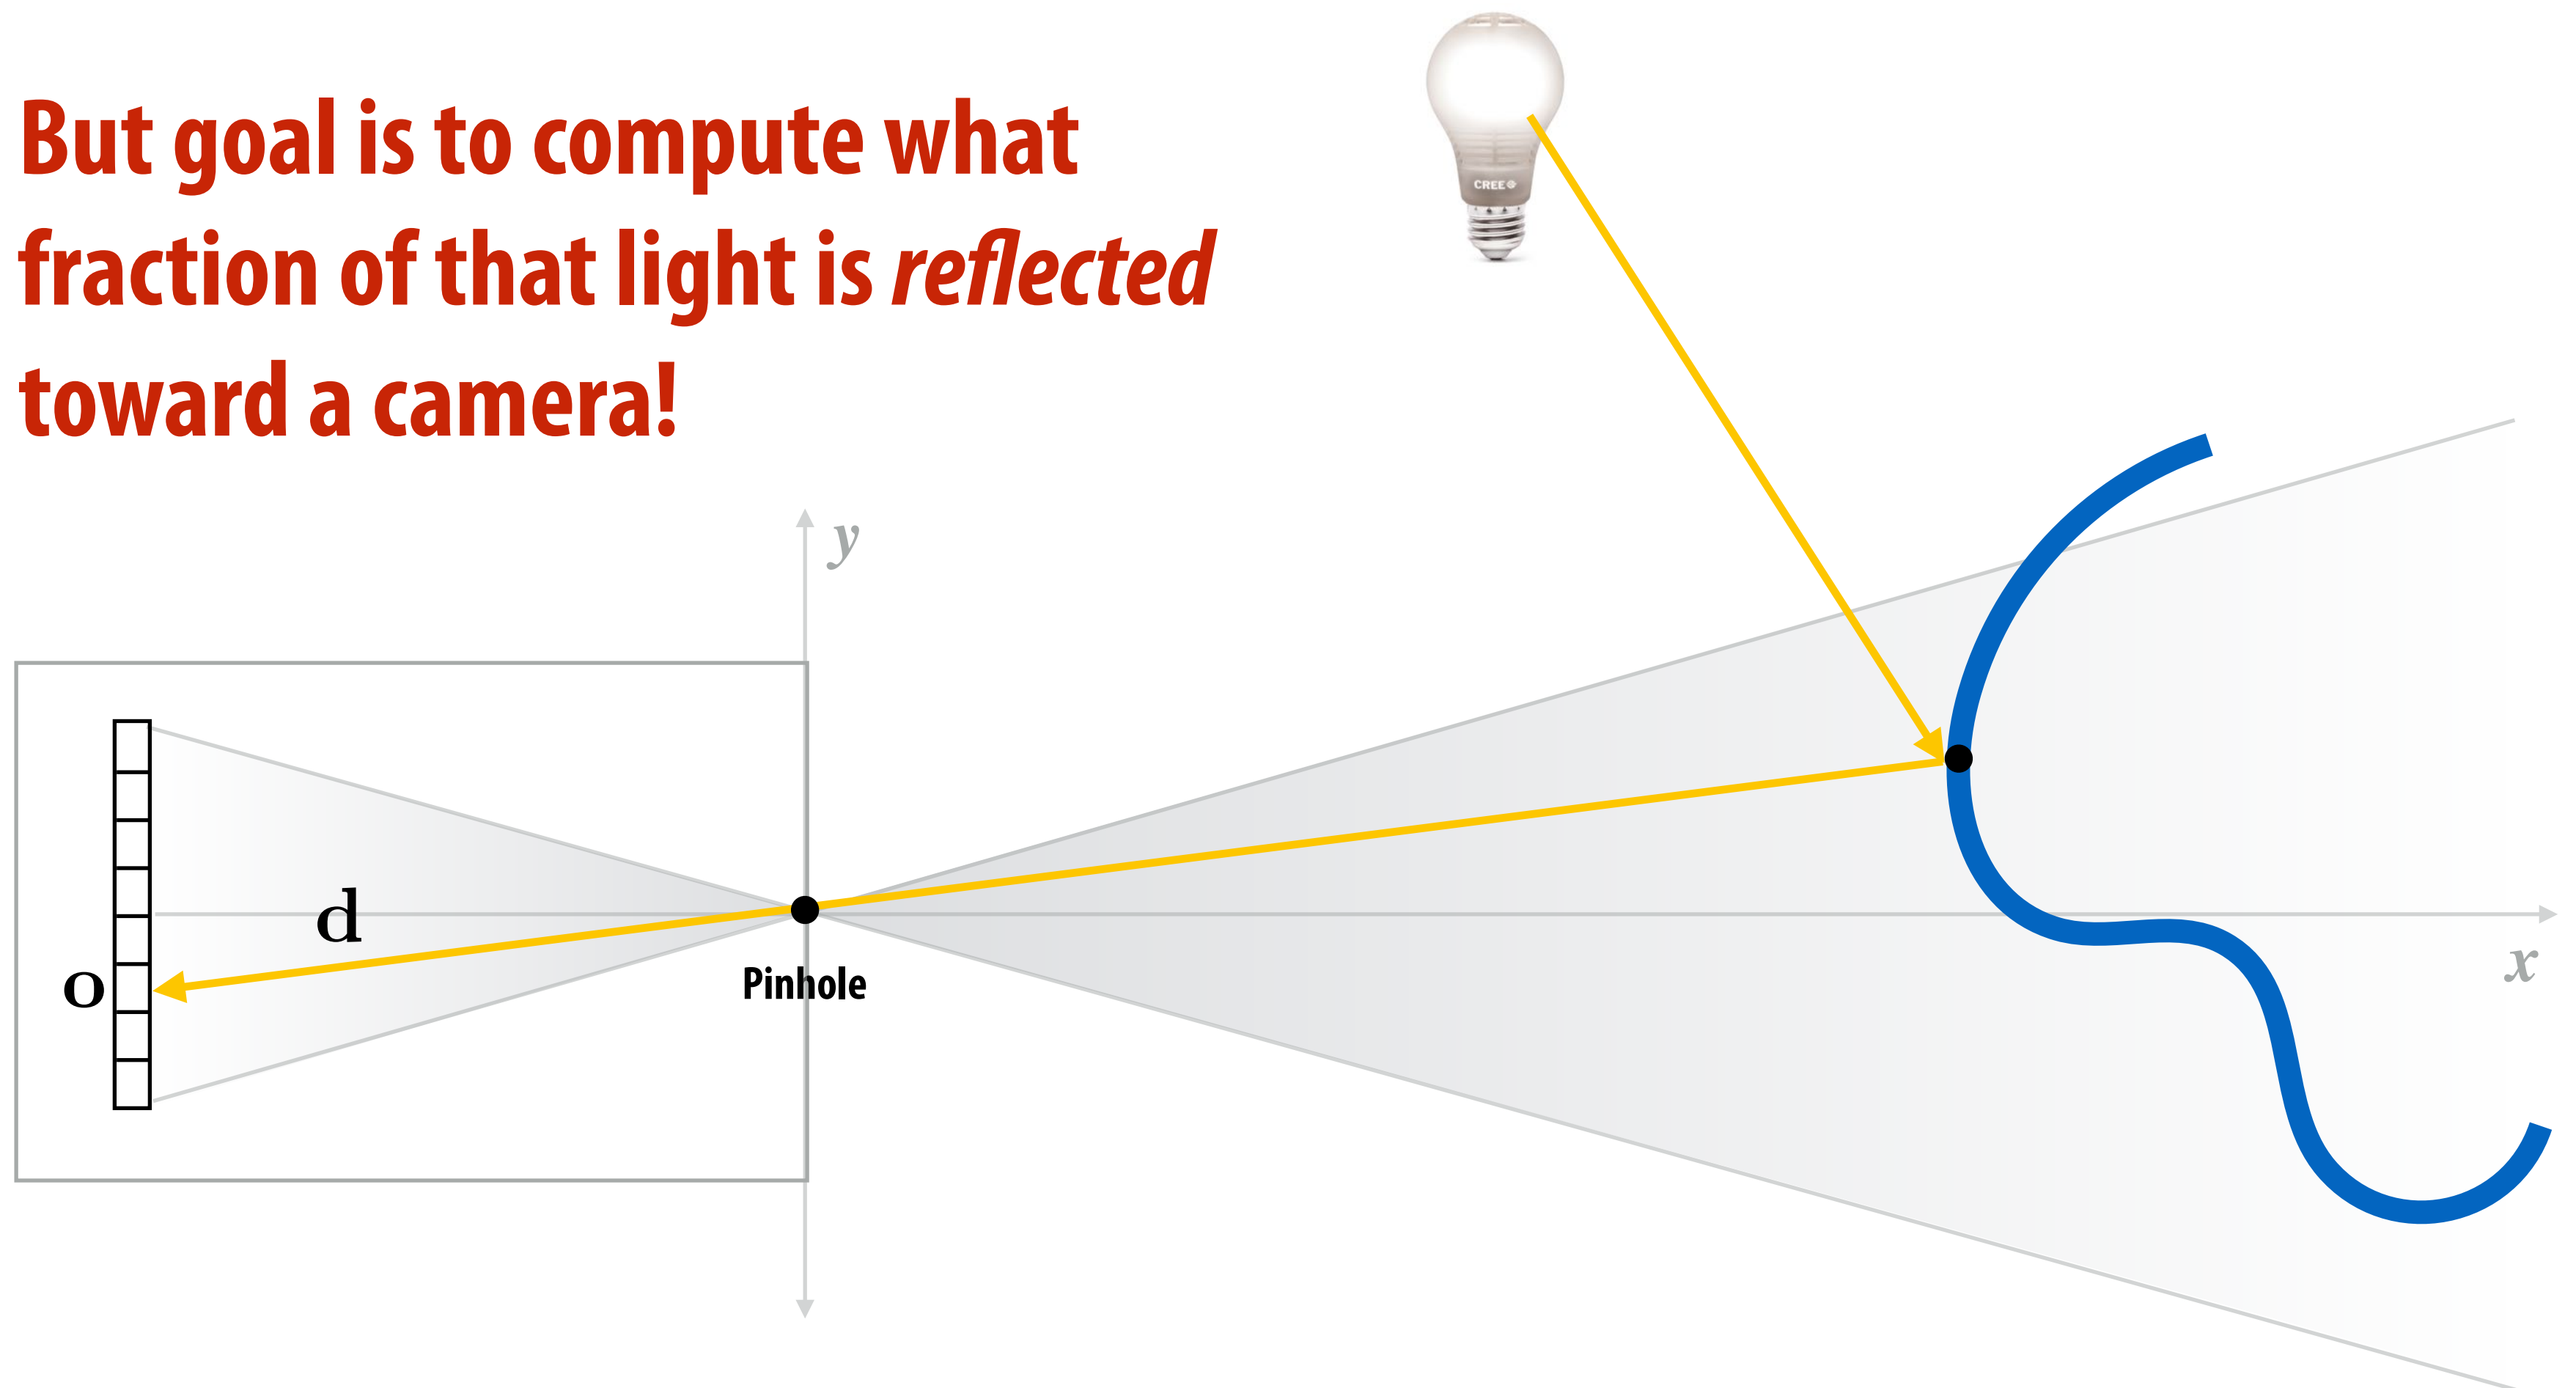 But goal is to compute what
fraction of that light is reflected
toward a camera!
CREE
y
d
o
Pinhole
x